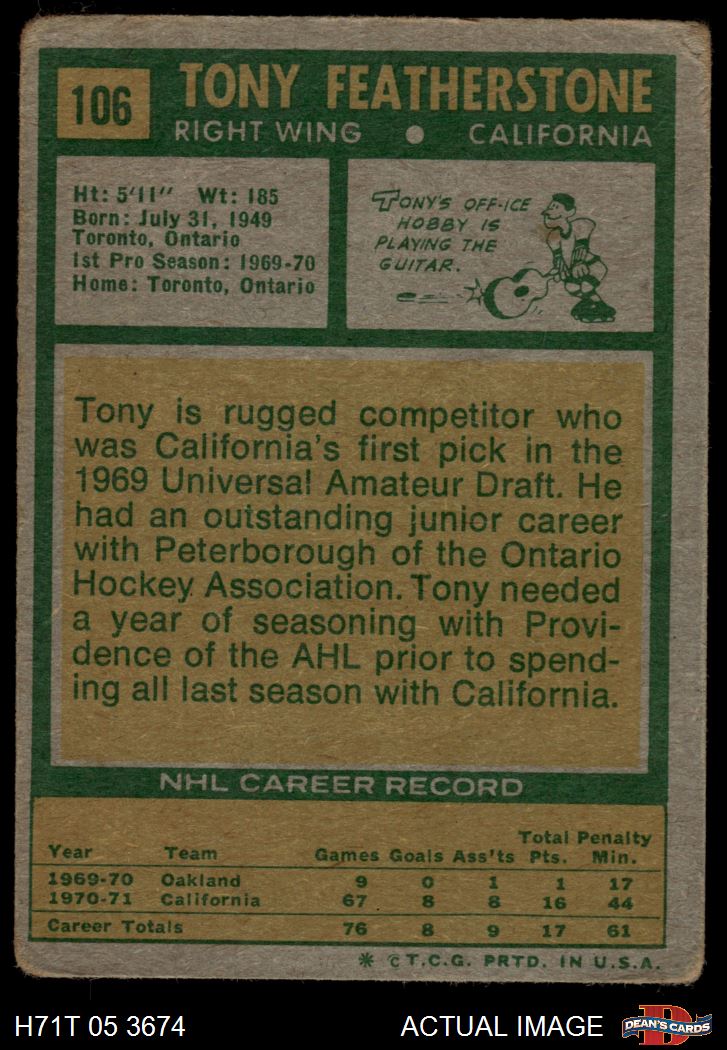 106
TONY FEATHERSTONE
RIGHT WING ● CALIFORNIA
Ht: 5'11" Wt: 185
Born: July 31, 1949
Toronto, Ontario
1st Pro Season: 1969-70
Home: Toronto, Ontario
TONY'S OFF-ICE
HOBBY IS
PLAYING THE
GUITAR.
Tony is rugged competitor who
was California's first pick in the
1969 Universal Amateur Draft. He
had an outstanding junior career
with Peterborough of the Ontario
Hockey Association. Tony needed
a year of seasoning with Provi-
dence of the AHL prior to spend-
ing all last season with California.
NHL CAREER RECORD
Year Team Games Goals Ass'ts Total Pts. Penalty Min.
1969-70 Oakland 9 0 1 1 17
1970-71 California 67 8 8 16 44
Career Totals 76 8 9 17 61
* © T.C.G. PRTD. IN U.S.A.
H71T 05 3674 ACTUAL IMAGE
D
DEAN'S CARDS